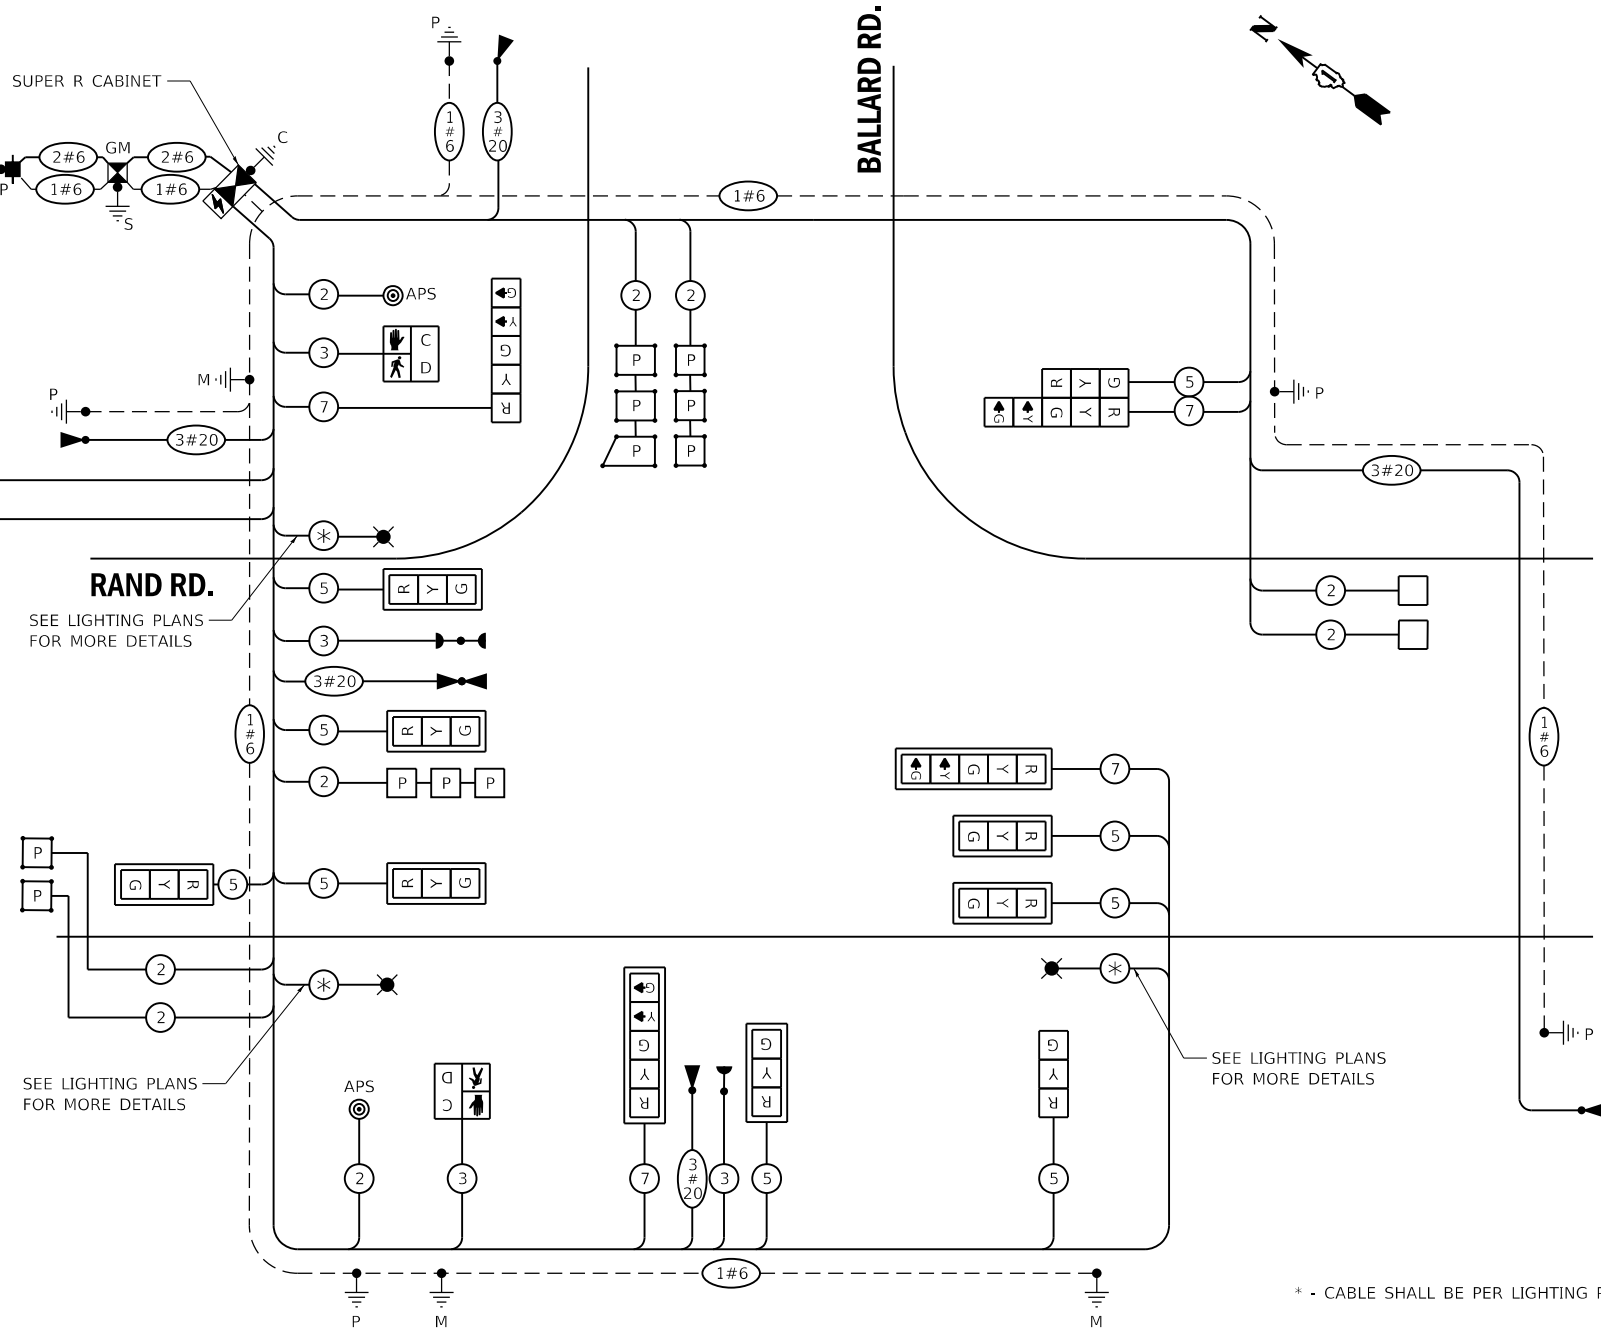 BALLARD RD.
N
1
P
SUPER R CABINET
C
1#6
3#20
2#6
GM
2#6
P
1#6
1#6
S
1#6
2
APS
G
Y
G
Y
R
2
2
3
C
D
P
P
M
P
P
P
7
P
P
R Y G
5
G Y G Y R
7
P
3#20
3#20
*
RAND RD.
SEE LIGHTING PLANS
FOR MORE DETAILS
5
R Y G
2
3
2
3#20
1#6
5
R Y G
1#6
2
P P P
G Y G Y R
7
G Y R
5
P
P
G Y R
5
5
R Y G
G Y R
5
2
*
*
2
SEE LIGHTING PLANS
FOR MORE DETAILS
SEE LIGHTING PLANS
FOR MORE DETAILS
P
APS
D
C
G
Y
G
Y
R
G
Y
R
G
Y
R
2
3
7
3#20
3
5
5
1#6
P
M
M
* - CABLE SHALL BE PER LIGHTING